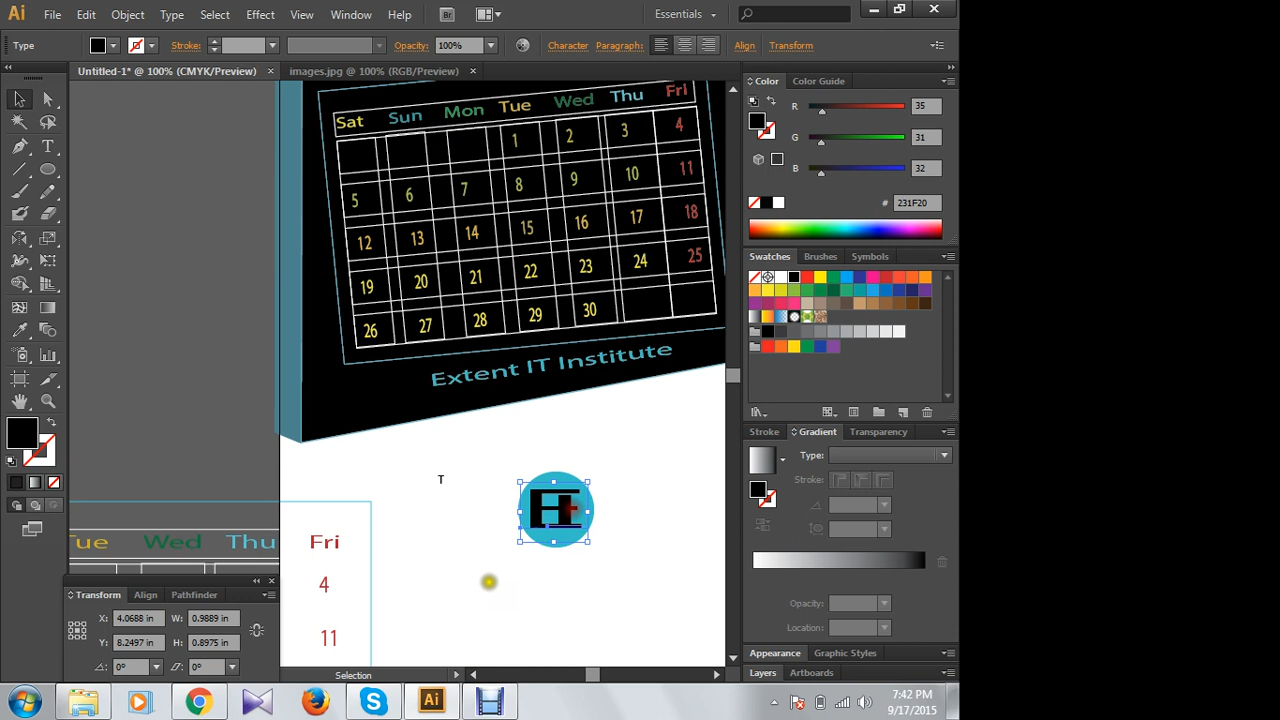 Ai File Edit Object Type Select Effect View Window Help Br Essentials
Type Stroke: Opacity: 100% Character Paragraph: Align Transform
Untitled-1* @ 100% (CMYK/Preview) × images.jpg @ 100% (RGB/Preview) ×
Color Color Guide
R 35
G 31
B 32
# 231F20
Swatches Brushes Symbols
Stroke Gradient Transparency
Type:
Stroke:
Opacity:
Location:
Appearance Graphic Styles
Layers Artboards
Sat Sun Mon Tue Wed Thu Fri
1 2 3 4
5 6 7 8 9 10 11
12 13 14 15 16 17 18
19 20 21 22 23 24 25
26 27 28 29 30
Extent IT Institute
T
Tue Wed Thu Fri
4
11
Transform Align Pathfinder
X: 4.0688 in W: 0.9889 in
Y: 8.2497 in H: 0.8975 in
0° 0°
Selection
Ai
7:42 PM
9/17/2015